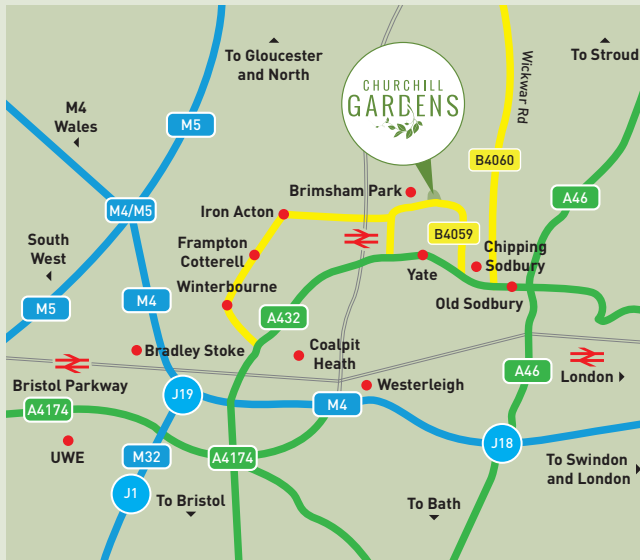 To Gloucester
and North
To Stroud
CHURCHILL
GARDENS
Wickwar Rd
M4
Wales
M5
B4060
Brimsham Park
A46
M4/M5
Iron Acton
B4059
South
West
Frampton
Cotterell
Chipping
Sodbury
Yate
M5
M4
Winterbourne
Old Sodbury
A432
Bradley Stoke
Coalpit
Heath
Bristol Parkway
A46
London
Westerleigh
J19
M4
A4174
UWE
M32
A4174
J18
To Swindon
and London
J1
To Bristol
To Bath